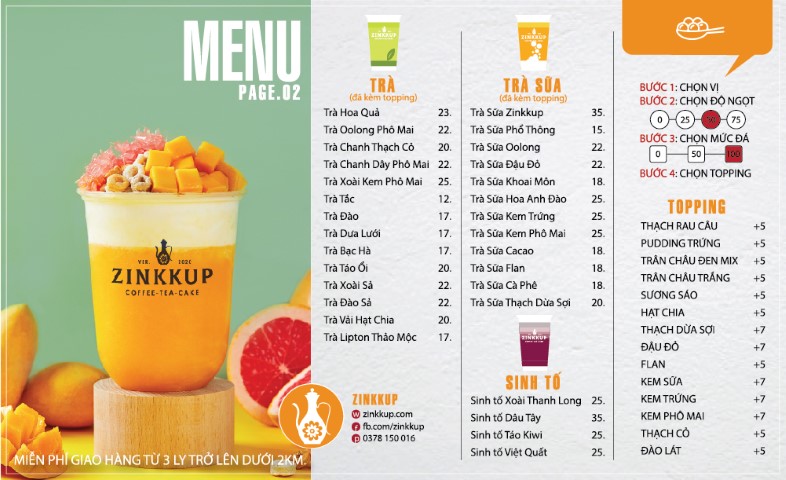 MENU
PAGE.02
VIE. 2020
ZINKKUP
COFFEE-TEA-CAKE
MIỄN PHÍ GIAO HÀNG TỪ 3 LY TRỞ LÊN DƯỚI 2KM.
ZINKKUP
TRÀ
(đã kèm topping)
Trà Hoa Quả 23.
Trà Oolong Phô Mai 22.
Trà Chanh Thạch Cỏ 20.
Trà Chanh Dây Phô Mai 22.
Trà Xoài Kem Phô Mai 25.
Trà Tắc 12.
Trà Đào 17.
Trà Dưa Lưới 17.
Trà Bạc Hà 17.
Trà Táo Ổi 20.
Trà Xoài Sả 22.
Trà Đào Sả 22.
Trà Vải Hạt Chia 20.
Trà Lipton Thảo Mộc 17.
ZINKKUP
zinkkup.com
fb.com/zinkkup
0378 150 016
ZINKKUP
TRÀ SỮA
(đã kèm topping)
Trà Sữa Zinkkup 35.
Trà Sữa Phổ Thông 15.
Trà Sữa Oolong 22.
Trà Sữa Đậu Đỏ 22.
Trà Sữa Khoai Môn 18.
Trà Sữa Hoa Anh Đào 25.
Trà Sữa Kem Trứng 25.
Trà Sữa Kem Phô Mai 25.
Trà Sữa Cacao 18.
Trà Sữa Flan 18.
Trà Sữa Cà Phê 18.
Trà Sữa Thạch Dừa Sợi 20.
ZINKKUP
SINH TỐ
Sinh tố Xoài Thanh Long 25.
Sinh tố Dâu Tây 35.
Sinh tố Táo Kiwi 25.
Sinh tố Việt Quất 25.
BƯỚC 1: CHỌN VỊ
BƯỚC 2: CHỌN ĐỘ NGỌT
0 25 50 75
BƯỚC 3: CHỌN MỨC ĐÁ
0 50 100
BƯỚC 4: CHỌN TOPPING
TOPPING
THẠCH RAU CÂU +5
PUDDING TRỨNG +5
TRÂN CHÂU ĐEN MIX +5
TRÂN CHÂU TRẮNG +5
SƯƠNG SÁO +5
HẠT CHIA +5
THẠCH DỪA SỢI +7
ĐẬU ĐỎ +7
FLAN +5
KEM SỮA +7
KEM TRỨNG +7
KEM PHÔ MAI +7
THẠCH CỎ +5
ĐÀO LÁT +5